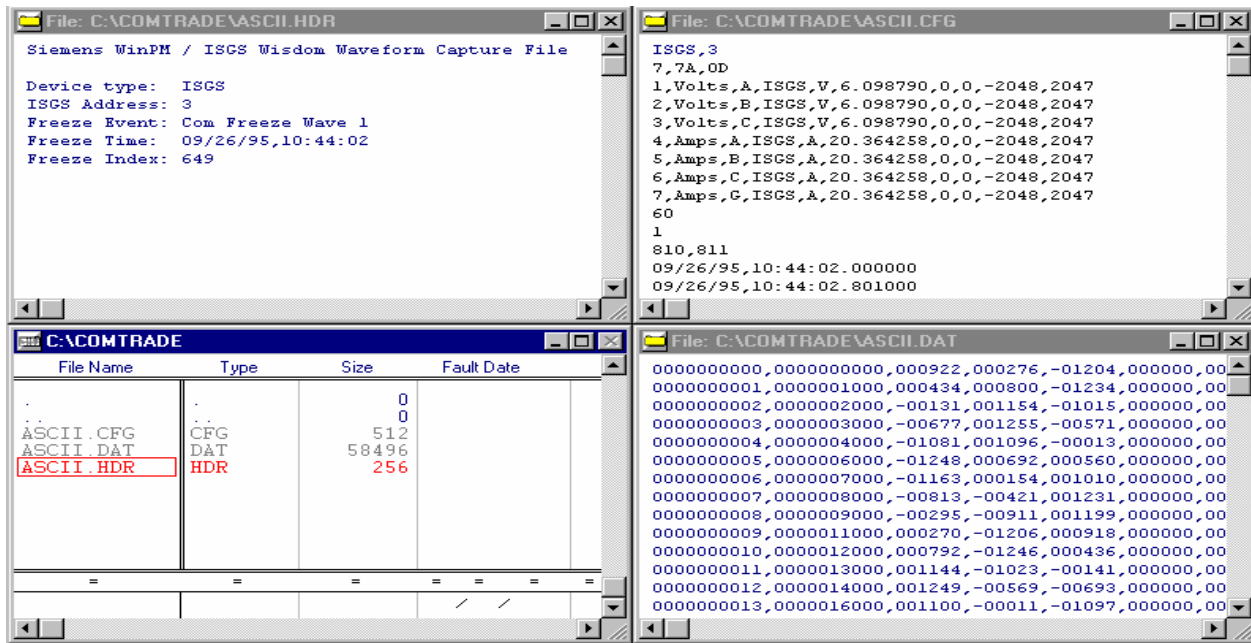 File: C:\COMTRADE\ASCII.HDR
Siemens WinPM / ISGS Wisdom Waveform Capture File
Device type: ISGS
ISGS Address: 3
Freeze Event: Com Freeze Wave 1
Freeze Time: 09/26/95,10:44:02
Freeze Index: 649
File: C:\COMTRADE\ASCII.CFG
ISGS,3
7,7A,0D
1,Volts,A,ISGS,V,6.098790,0,0,-2048,2047
2,Volts,B,ISGS,V,6.098790,0,0,-2048,2047
3,Volts,C,ISGS,V,6.098790,0,0,-2048,2047
4,Amps,A,ISGS,A,20.364258,0,0,-2048,2047
5,Amps,B,ISGS,A,20.364258,0,0,-2048,2047
6,Amps,C,ISGS,A,20.364258,0,0,-2048,2047
7,Amps,G,ISGS,A,20.364258,0,0,-2048,2047
60
1
810,811
09/26/95,10:44:02.000000
09/26/95,10:44:02.801000
C:\COMTRADE
File Name Type Size Fault Date
. . 0
.. .. 0
ASCII.CFG CFG 512
ASCII.DAT DAT 58496
ASCII.HDR HDR 256
= = = = = = =
/ /
File: C:\COMTRADE\ASCII.DAT
0000000000,0000000000,000922,000276,-01204,000000,00
0000000001,0000001000,000434,000800,-01234,000000,00
0000000002,0000002000,-00131,001154,-01015,000000,00
0000000003,0000003000,-00677,001255,-00571,000000,00
0000000004,0000004000,-01081,001096,-00013,000000,00
0000000005,0000006000,-01248,000692,000560,000000,00
0000000006,0000007000,-01163,000154,001010,000000,00
0000000007,0000008000,-00813,-00421,001231,000000,00
0000000008,0000009000,-00295,-00911,001199,000000,00
0000000009,0000011000,000270,-01206,000918,000000,00
0000000010,0000012000,000792,-01246,000436,000000,00
0000000011,0000013000,001144,-01023,-00141,000000,00
0000000012,0000014000,001249,-00569,-00693,000000,00
0000000013,0000016000,001100,-00011,-01097,000000,00